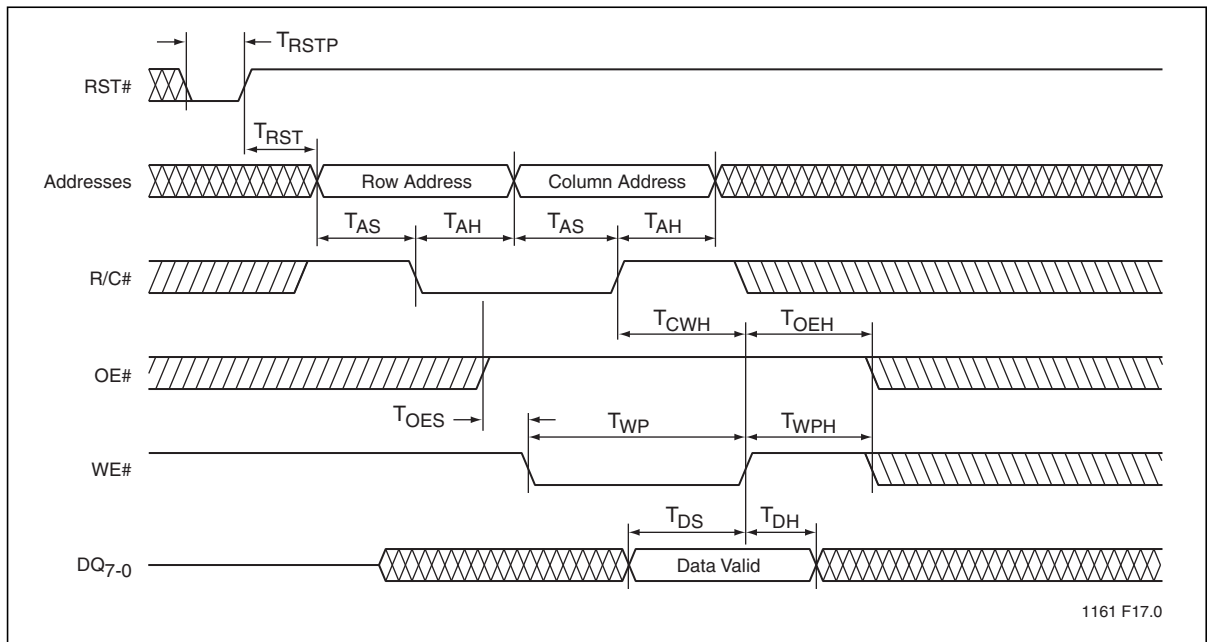 TRSTP
RST#
TRST
Addresses Row Address Column Address
TAS TAH TAS TAH
R/C#
TCWH TOEH
OE#
TOES TWP TWPH
WE#
TDS TDH
DQ7-0 Data Valid
1161 F17.0